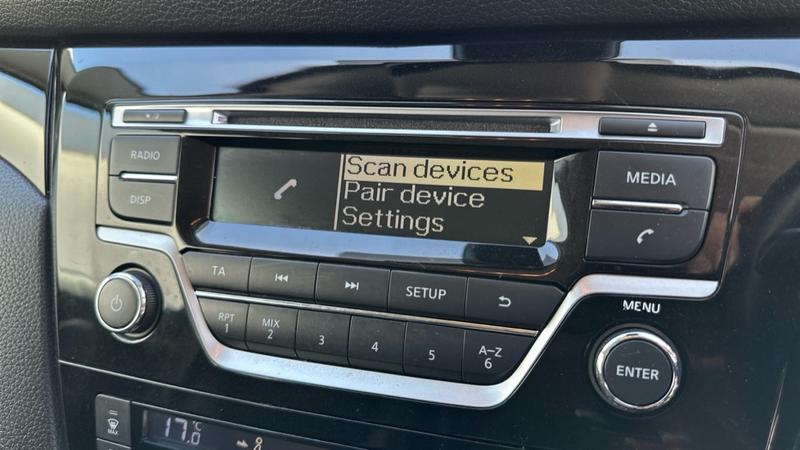 RADIO
DISP
Scan devices
Pair device
Settings
MEDIA
TA
SETUP
RPT
1
MIX
2
3
4
5
A-Z
6
MENU
ENTER
MAX
17.0
°C